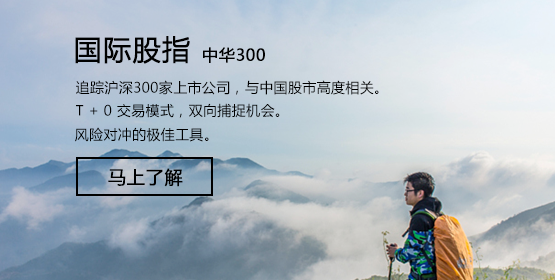 国际股指 中华300
追踪沪深300家上市公司，与中国股市高度相关。
T + 0 交易模式，双向捕捉机会。
风险对冲的极佳工具。
马上了解